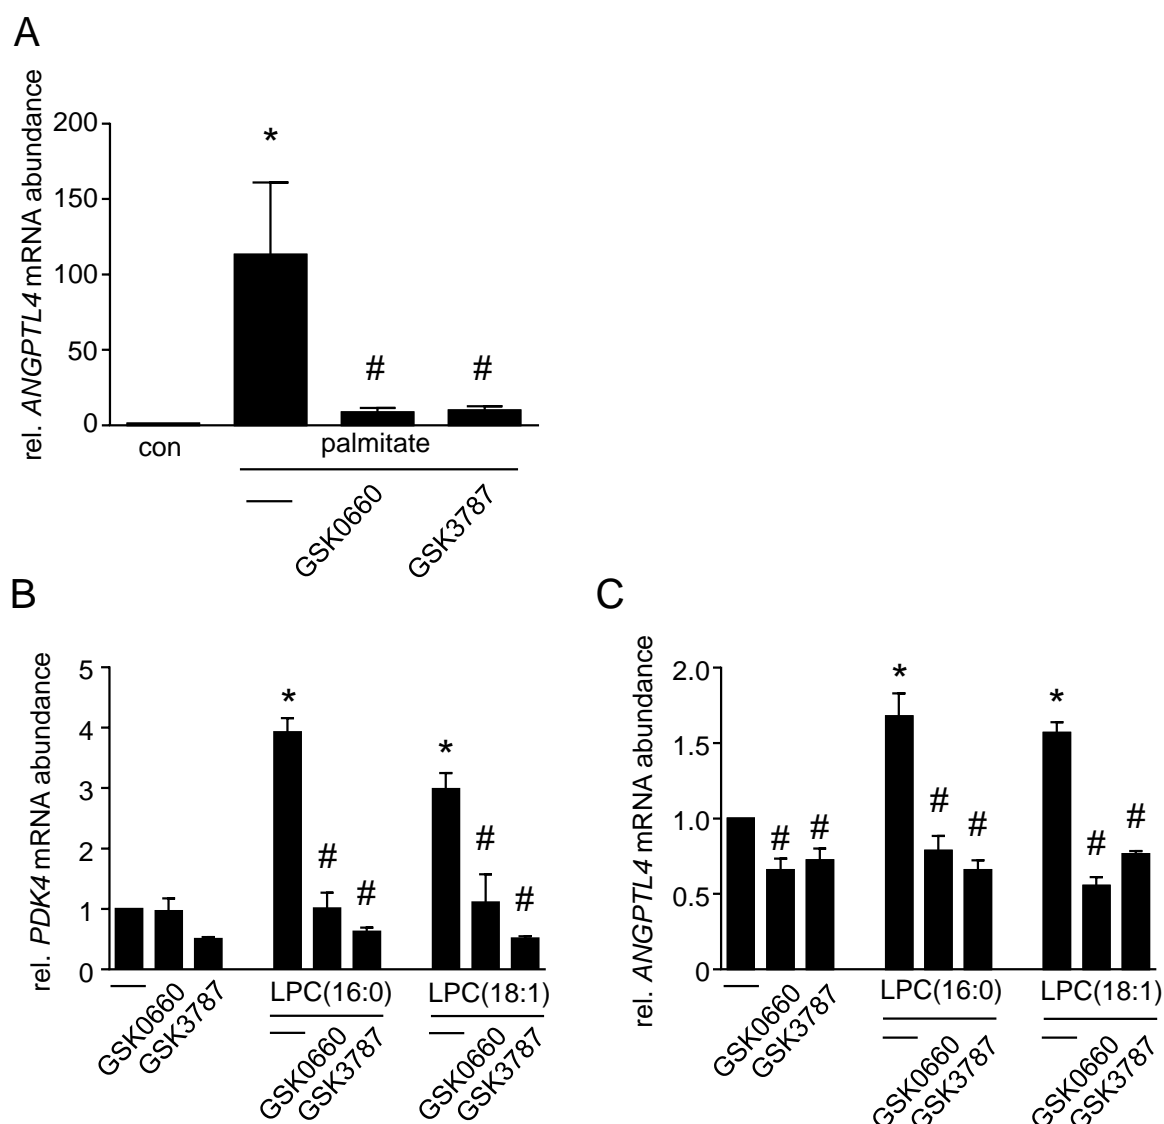 A
rel. ANGPTL4 mRNA abundance
200
150
100
50
0
*
#
#
con
palmitate
GSK0660
GSK3787
B
rel. PDK4 mRNA abundance
5
4
3
2
1
0
*
#
#
*
#
#
GSK0660
GSK3787
LPC(16:0)
GSK0660
GSK3787
LPC(18:1)
GSK0660
GSK3787
C
rel. ANGPTL4 mRNA abundance
2.0
1.5
1.0
0.5
0
#
#
*
#
#
*
#
#
GSK0660
GSK3787
LPC(16:0)
GSK0660
GSK3787
LPC(18:1)
GSK0660
GSK3787